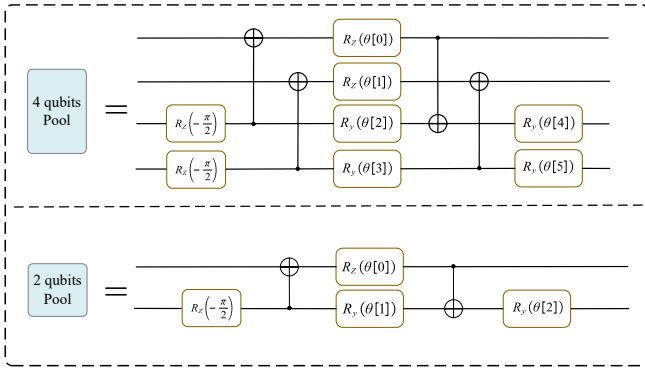 R_Z(θ[0])
R_Z(θ[1])
4 qubits
Pool
=
R_Z(-π/2)
R_y(θ[2])
R_y(θ[4])
R_Z(-π/2)
R_y(θ[3])
R_y(θ[5])
2 qubits
Pool
=
R_Z(θ[0])
R_Z(-π/2)
R_y(θ[1])
R_y(θ[2])